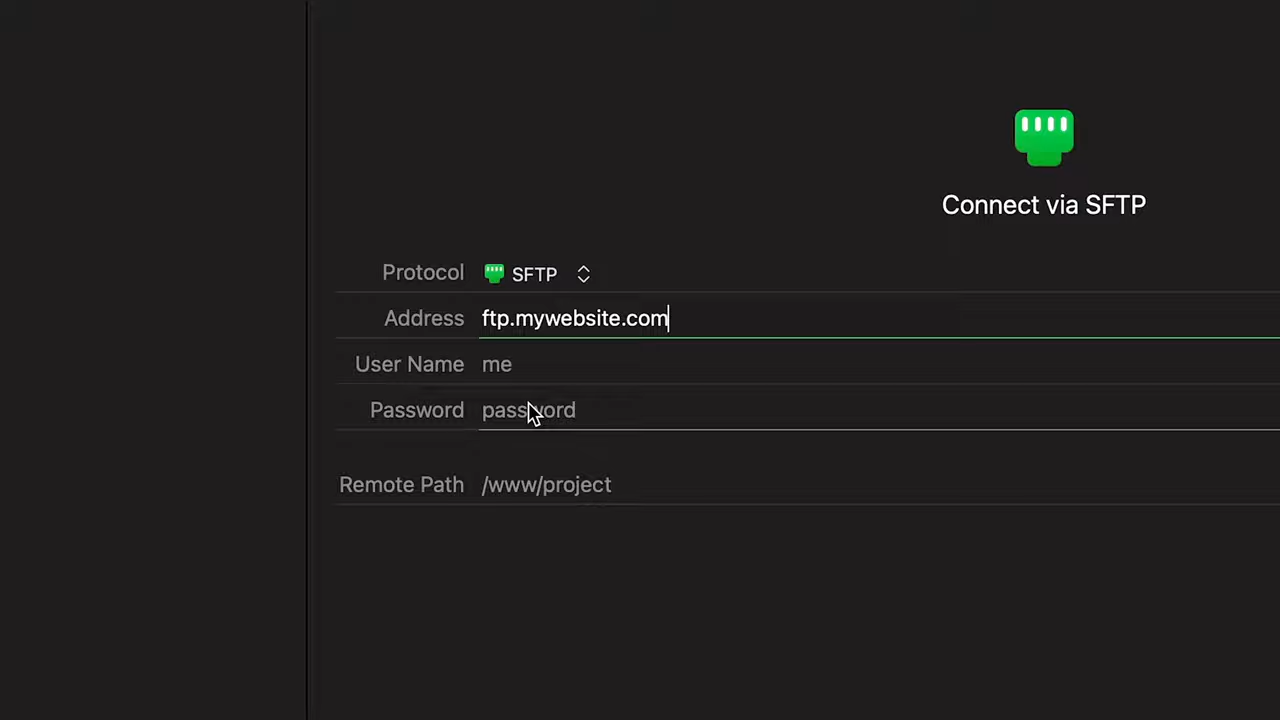 Connect via SFTP
Protocol SFTP
Address ftp.mywebsite.com
User Name me
Password password
Remote Path /www/project